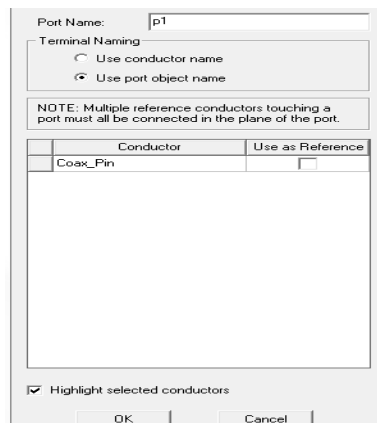 Port Name: p1
Terminal Naming
Use conductor name
Use port object name
NOTE: Multiple reference conductors touching a
port must all be connected in the plane of the port.
Conductor Use as Reference
Coax_Pin
Highlight selected conductors
OK Cancel